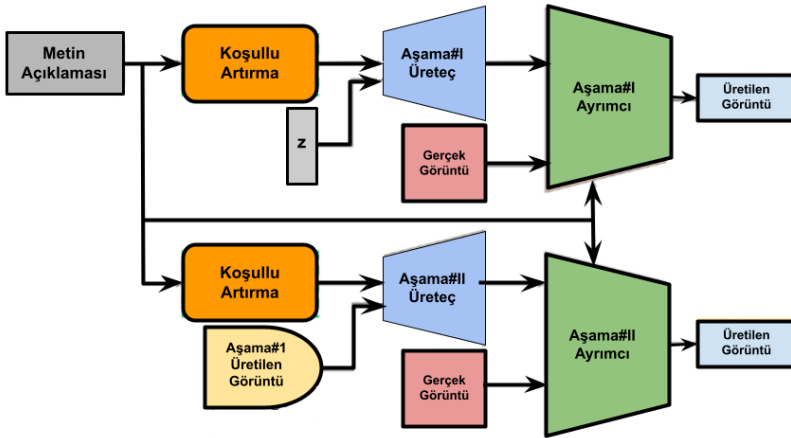 Metin
Açıklaması
Koşullu
Artırma
Aşama#I
Üreteç
z
Gerçek
Görüntü
Aşama#I
Ayrımcı
Üretilen
Görüntü
Koşullu
Artırma
Aşama#1
Üretilen
Görüntü
Aşama#II
Üreteç
Gerçek
Görüntü
Aşama#II
Ayrımcı
Üretilen
Görüntü